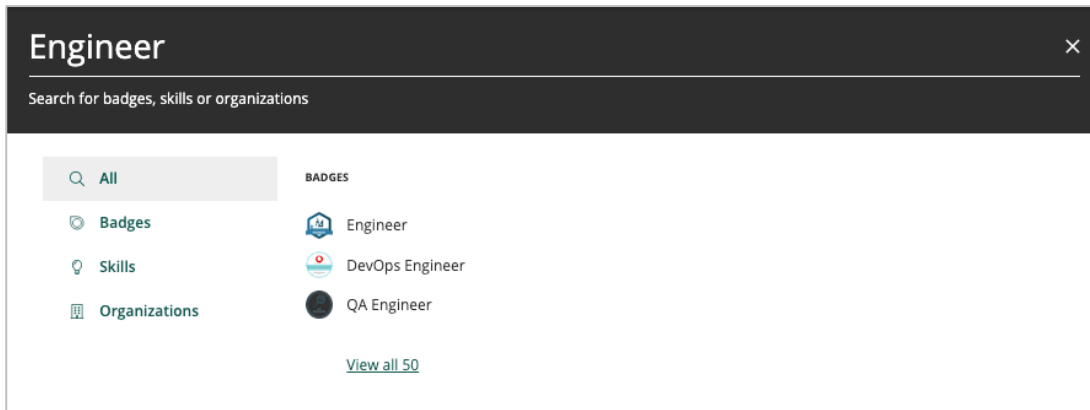 Engineer
Search for badges, skills or organizations
All
Badges
Skills
Organizations
BADGES
Engineer
DevOps Engineer
QA Engineer
View all 50